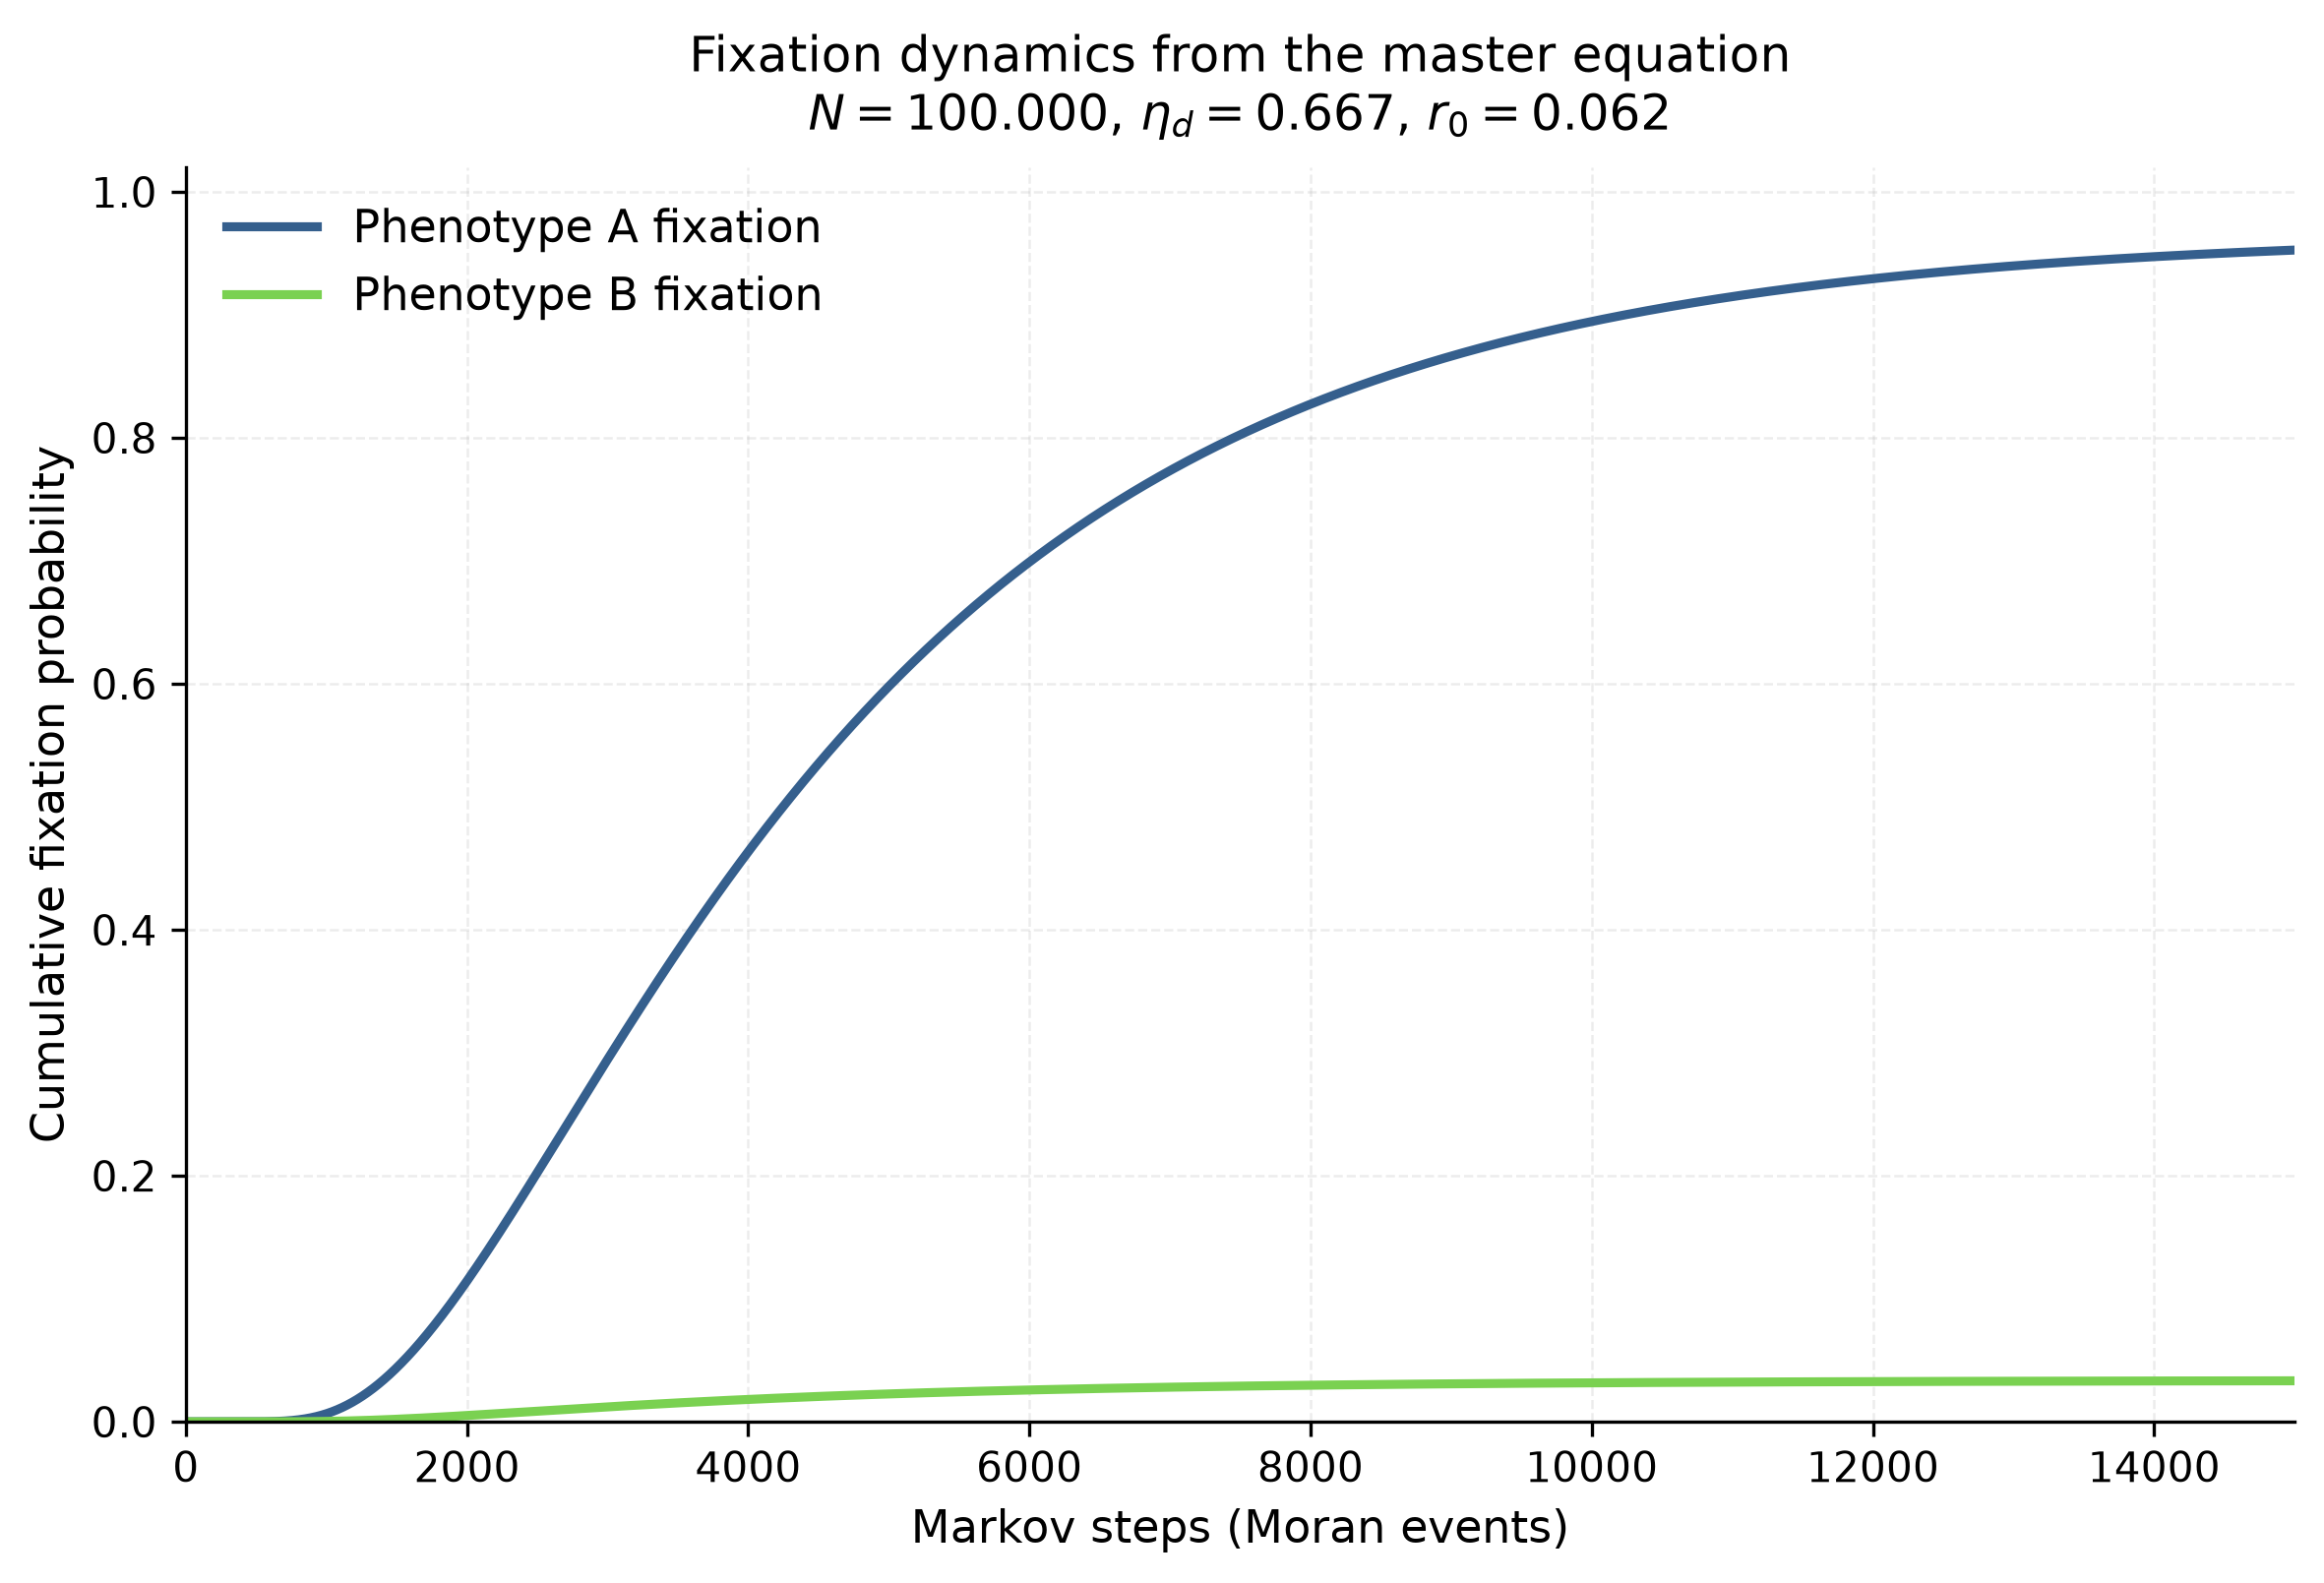 Fixation dynamics from the master equation
N = 100.000, η_d = 0.667, r_0 = 0.062
Cumulative fixation probability
1.0
0.8
0.6
0.4
0.2
0.0
Phenotype A fixation
Phenotype B fixation
0 2000 4000 6000 8000 10000 12000 14000
Markov steps (Moran events)